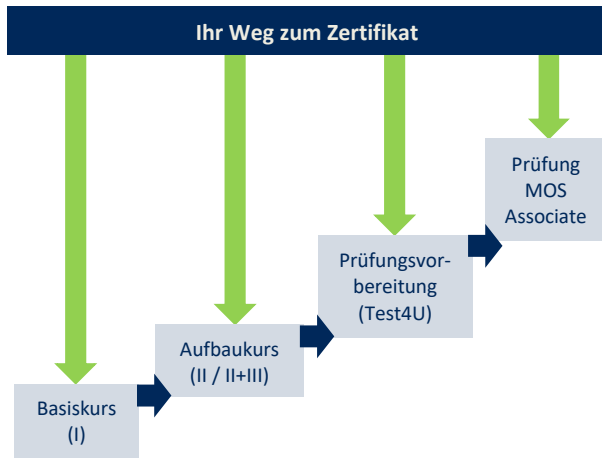 Ihr Weg zum Zertifikat
Prüfung
MOS
Associate
Prüfungsvor-
bereitung
(Test4U)
Aufbaukurs
(II / II+III)
Basiskurs
(I)